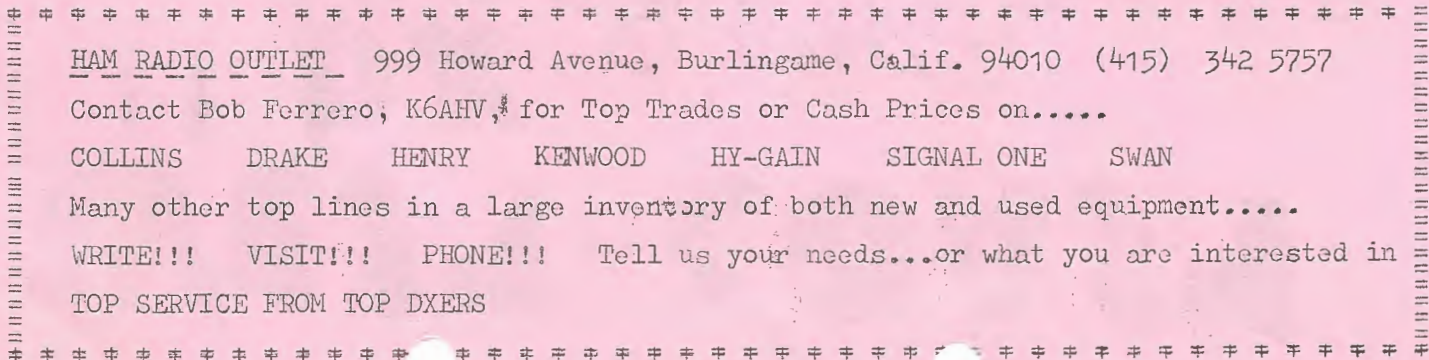 HAM RADIO OUTLET 999 Howard Avenue, Burlingame, Calif. 94010 (415) 342 5757
Contact Bob Ferrero, K6AHV, for Top Trades or Cash Prices on.....
COLLINS DRAKE HENRY KENWOOD HY-GAIN SIGNAL ONE SWAN
Many other top lines in a large inventory of both new and used equipment.....
WRITE!!! VISIT!!! PHONE!!! Tell us your needs...or what you are interested in
TOP SERVICE FROM TOP DXERS